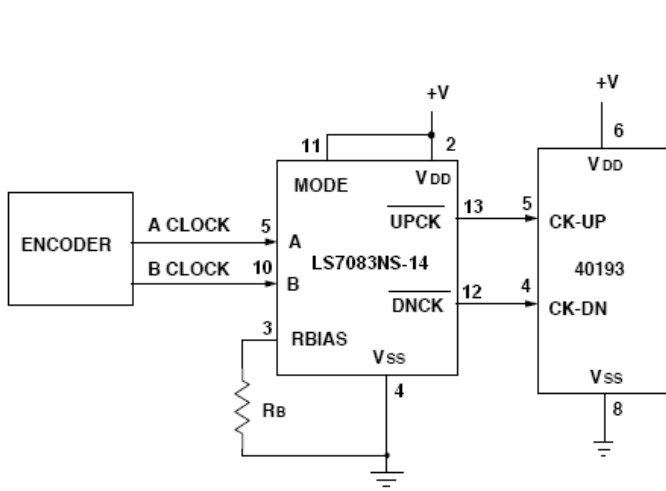 +V
+V
11
2
6
MODE
VDD
VDD
ENCODER
A CLOCK
5
A
UPCK
13
5
CK-UP
LS7083NS-14
40193
B CLOCK
10
B
DNCK
12
4
CK-DN
3
RBIAS
VSS
VSS
4
8
RB